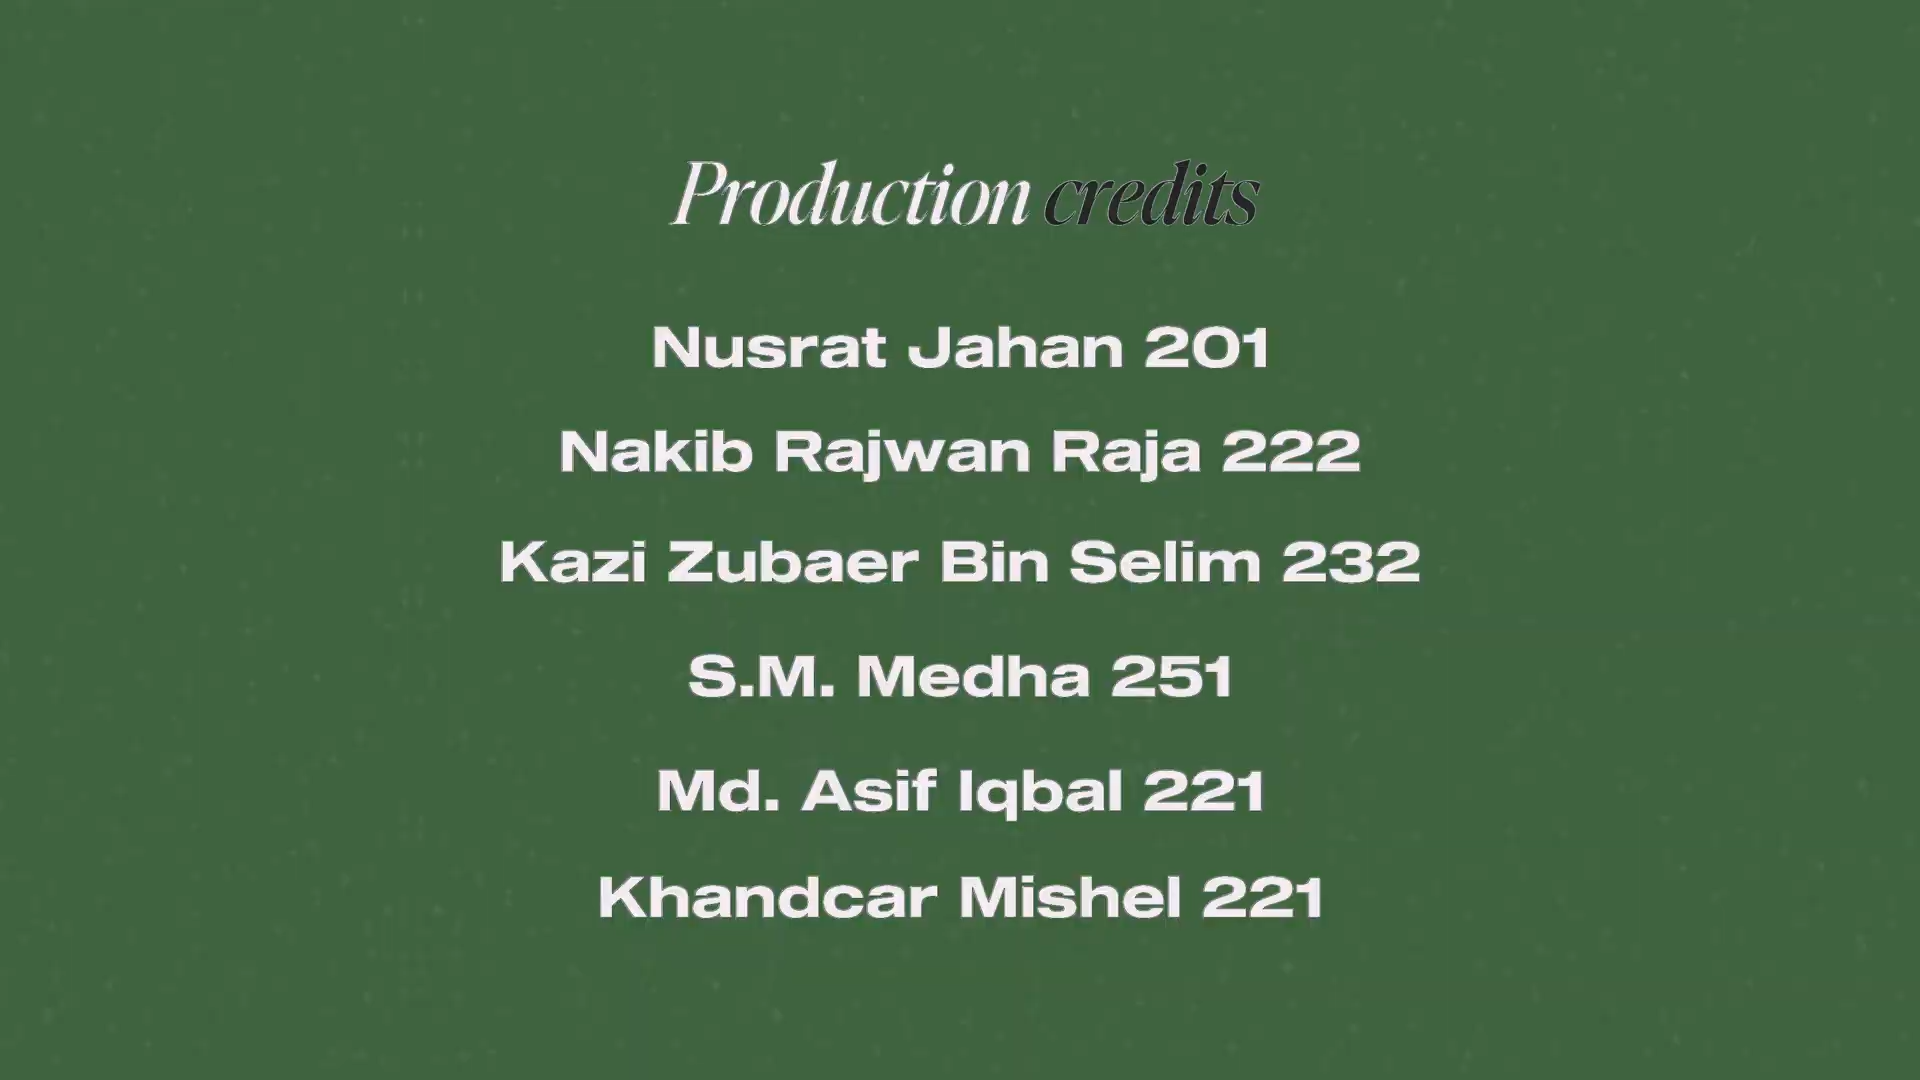 Production credits
Nusrat Jahan 201
Nakib Rajwan Raja 222
Kazi Zubaer Bin Selim 232
S.M. Medha 251
Md. Asif Iqbal 221
Khandcar Mishel 221